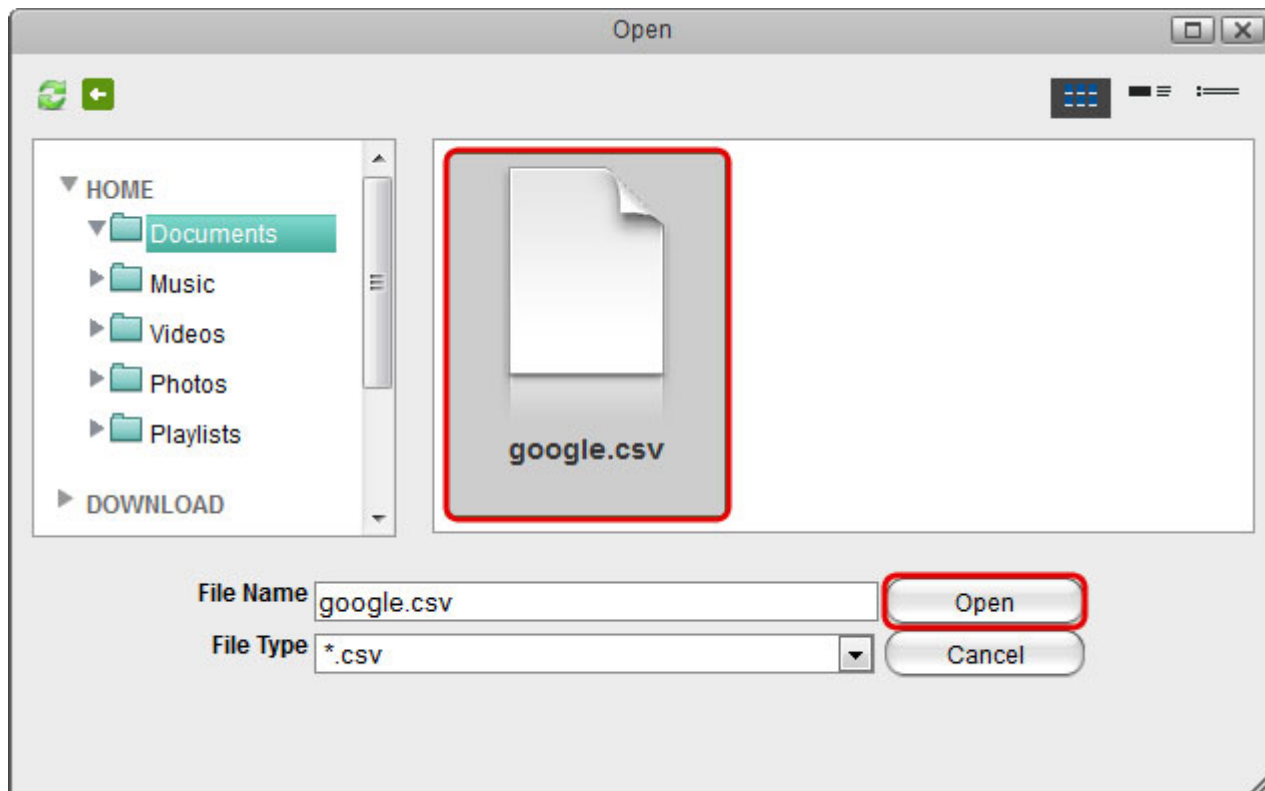 Open
HOME
Documents
Music
Videos
Photos
Playlists
DOWNLOAD
google.csv
File Name google.csv Open
File Type *.csv Cancel